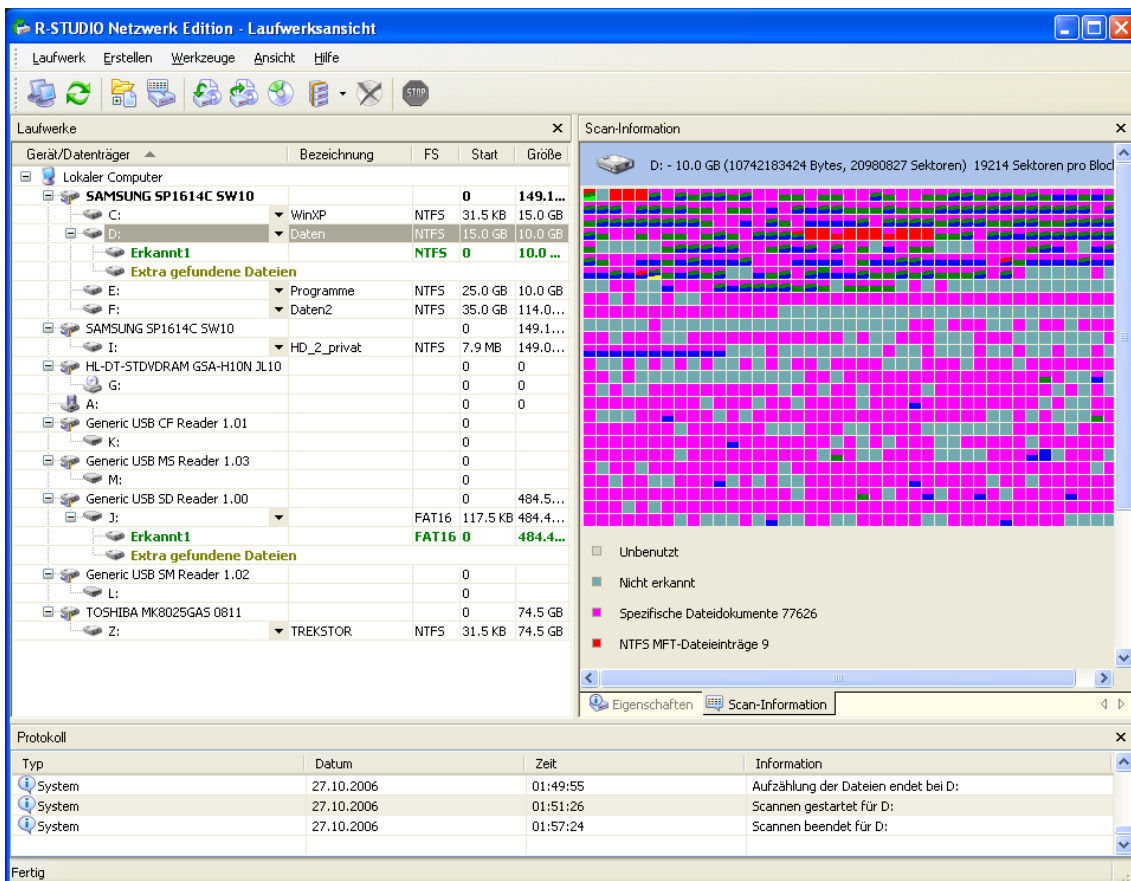 R-STUDIO Netzwerk Edition - Laufwerksansicht
Laufwerk Erstellen Werkzeuge Ansicht Hilfe
STOP
Laufwerke
Gerät/Datenträger Bezeichnung FS Start Größe
Lokaler Computer
SAMSUNG SP1614C SW10 0 149.1...
C: WinXP NTFS 31.5 KB 15.0 GB
D: Daten NTFS 15.0 GB 10.0 GB
Erkannt1 NTFS 0 10.0 ...
Extra gefundene Dateien
E: Programme NTFS 25.0 GB 10.0 GB
F: Daten2 NTFS 35.0 GB 114.0...
SAMSUNG SP1614C SW10 0 149.1...
I: HD_2_privat NTFS 7.9 MB 149.0...
HL-DT-STDVDRAM GSA-H10N JL10 0 0
G: 0 0
A: 0 0
Generic USB CF Reader 1.01 0
K: 0
Generic USB MS Reader 1.03 0
M: 0
Generic USB SD Reader 1.00 0 484.5...
J: FAT16 117.5 KB 484.4...
Erkannt1 FAT16 0 484.4...
Extra gefundene Dateien
Generic USB SM Reader 1.02 0
L: 0
TOSHIBA MK8025GAS 0811 0 74.5 GB
Z: TREKSTOR NTFS 31.5 KB 74.5 GB
Scan-Information
D: - 10.0 GB (10742183424 Bytes, 20980827 Sektoren) 19214 Sektoren pro Block
Unbenutzt
Nicht erkannt
Spezifische Dateidokumente 77626
NTFS MFT-Dateieinträge 9
Eigenschaften Scan-Information
Protokoll
Typ Datum Zeit Information
System 27.10.2006 01:49:55 Aufzählung der Dateien endet bei D:
System 27.10.2006 01:51:26 Scannen gestartet für D:
System 27.10.2006 01:57:24 Scannen beendet für D:
Fertig